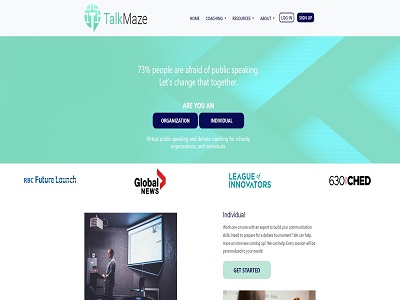 TalkMaze
HOME COACHING RESOURCES ABOUT LOG IN SIGN UP
73% people are afraid of public speaking.
Let's change that together.
ARE YOU AN
ORGANIZATION INDIVIDUAL
Virtual public speaking and debate coaching for schools,
organizations, and individuals
RBC Future Launch
Global
NEWS
LEAGUE of
INNOVATORS
630 CHED
Individual
Work one on one with an expert to build your communication
skills. Need to prepare for a debate tournament? We can help.
Have an interview coming up? We can help. Every session will be
personalized to your needs!
GET STARTED